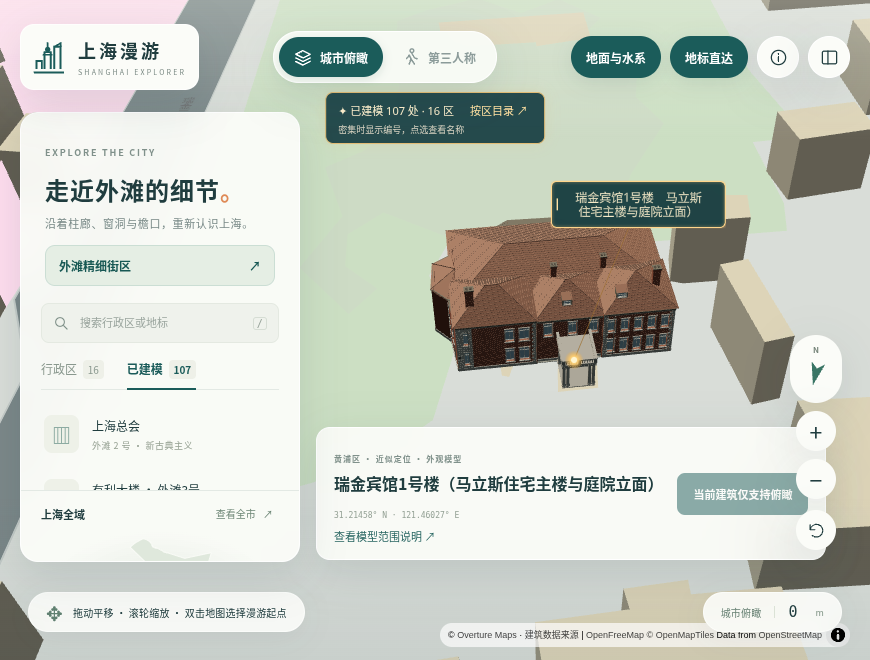 上海漫游
SHANGHAI EXPLORER
城市俯瞰
第三人称
地面与水系
地标直达
✦ 已建模 107 处 · 16 区 按区目录 ↗
密集时显示编号，点选查看名称
EXPLORE THE CITY
走近外滩的细节。
沿着柱廊、窗洞与檐口，重新认识上海。
外滩精细街区 ↗
搜索行政区或地标 /
行政区 16
已建模 107
上海总会
外滩 2 号 · 新古典主义
有利大楼 · 外滩3号
上海全域
查看全市 ↗
瑞金宾馆1号楼 马立斯
住宅主楼与庭院立面）
N
黄浦区 · 近似定位 · 外观模型
瑞金宾馆1号楼（马立斯住宅主楼与庭院立面）
31.21458° N · 121.46027° E
查看模型范围说明 ↗
当前建筑仅支持俯瞰
拖动平移 · 滚轮缩放 · 双击地图选择漫游起点
城市俯瞰 0 m
© Overture Maps · 建筑数据来源 | OpenFreeMap © OpenMapTiles Data from OpenStreetMap